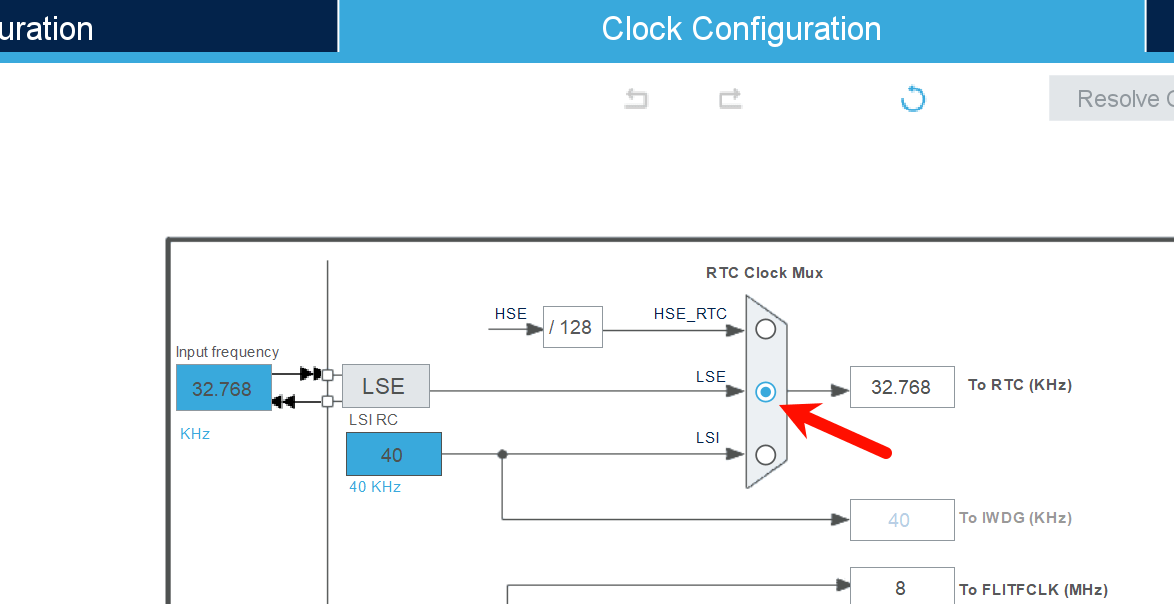 uration
Clock Configuration
Resolve
RTC Clock Mux
HSE
/ 128
HSE_RTC
Input frequency
32.768
LSE
LSE
32.768
To RTC (KHz)
KHz
LSI RC
40
LSI
40 KHz
40
To IWDG (KHz)
8
To FLITFCLK (MHz)